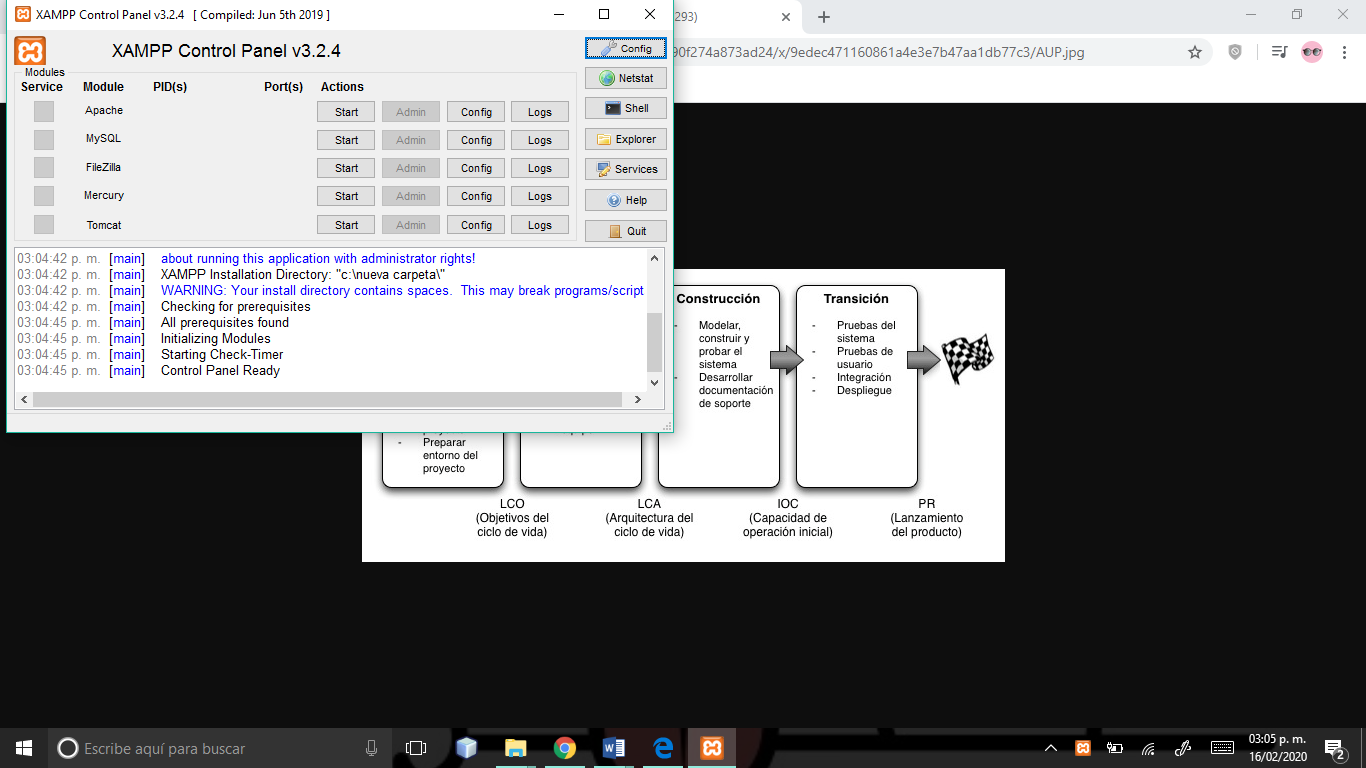 XAMPP Control Panel v3.2.4 [ Compiled: Jun 5th 2019 ]
293)
90f274a873ad24/x/9edec471160861a4e3e7b47aa1db77c3/AUP.jpg
XAMPP Control Panel v3.2.4
Config
Netstat
Shell
Explorer
Services
Help
Quit
Modules
Service Module PID(s) Port(s) Actions
Apache Start Admin Config Logs
MySQL Start Admin Config Logs
FileZilla Start Admin Config Logs
Mercury Start Admin Config Logs
Tomcat Start Admin Config Logs
03:04:42 p. m. [main] about running this application with administrator rights!
03:04:42 p. m. [main] XAMPP Installation Directory: "c:\nueva carpeta\"
03:04:42 p. m. [main] WARNING: Your install directory contains spaces. This may break programs/script
03:04:42 p. m. [main] Checking for prerequisites
03:04:45 p. m. [main] All prerequisites found
03:04:45 p. m. [main] Initializing Modules
03:04:45 p. m. [main] Starting Check-Timer
03:04:45 p. m. [main] Control Panel Ready
- Preparar
entorno del
proyecto
Construcción
- Modelar,
construir y
probar el
sistema
- Desarrollar
documentación
de soporte
Transición
- Pruebas del
sistema
- Pruebas de
usuario
- Integración
- Despliegue
LCO
(Objetivos del
ciclo de vida)
LCA
(Arquitectura del
ciclo de vida)
IOC
(Capacidad de
operación inicial)
PR
(Lanzamiento
del producto)
Escribe aquí para buscar
03:05 p. m.
16/02/2020
2